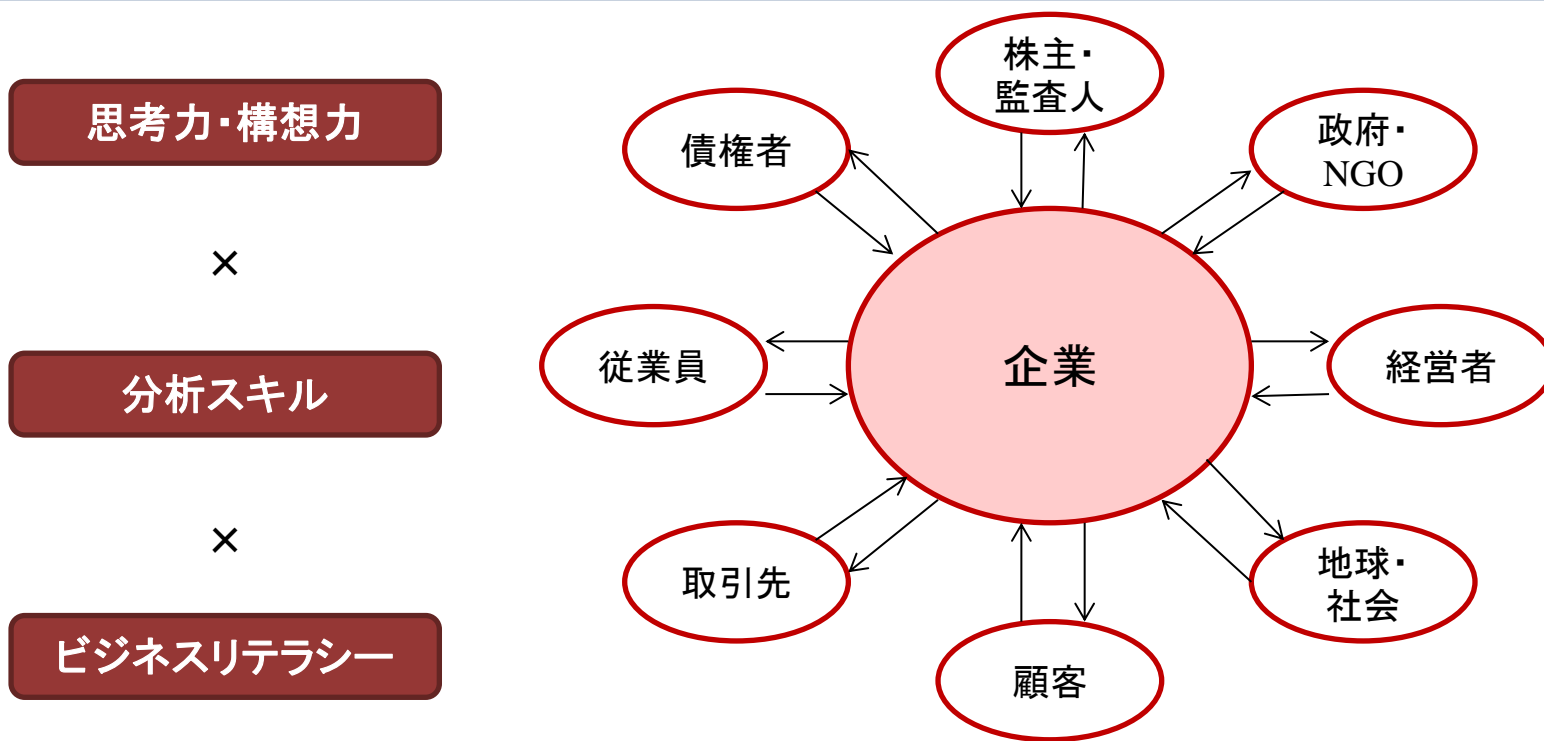 思考力・構想力
×
分析スキル
×
ビジネスリテラシー
株主・
監査人
債権者
政府・
NGO
従業員
企業
経営者
取引先
地球・
社会
顧客